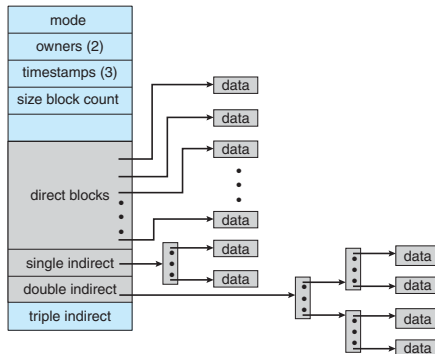 mode
owners (2)
timestamps (3)
size block count
direct blocks
single indirect
double indirect
triple indirect
data
data
data
data
data
data
data
data
data
data